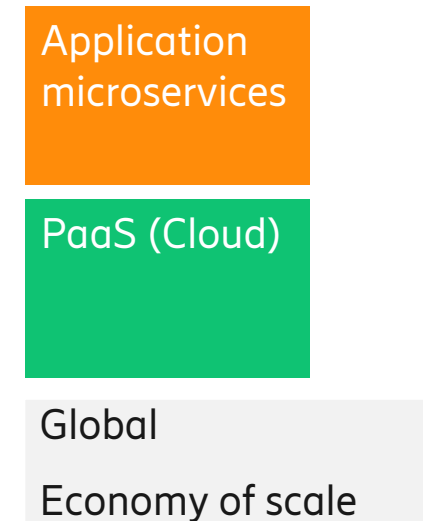 Application
microservices
PaaS (Cloud)
Global
Economy of scale